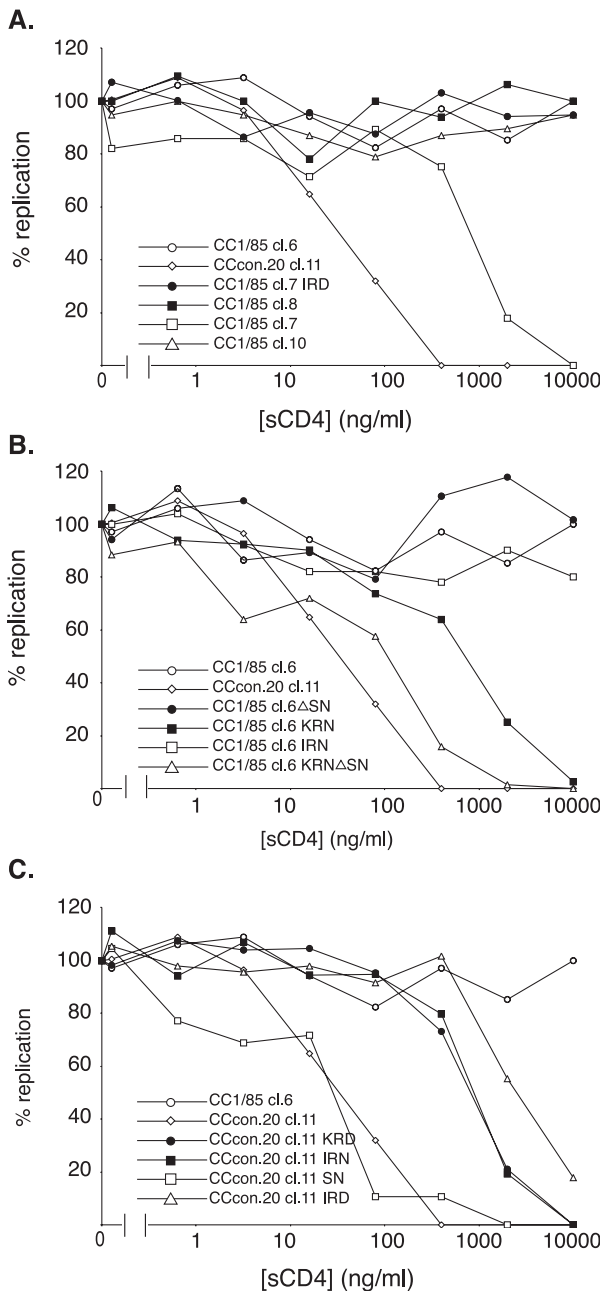 A.
120
100
80
60
40
20
% replication
CC1/85 cl.6
CCcon.20 cl.11
CC1/85 cl.7 IRD
CC1/85 cl.8
CC1/85 cl.7
CC1/85 cl.10
0 1 10 100 1000 10000
[sCD4] (ng/ml)
B.
120
100
80
60
40
20
% replication
CC1/85 cl.6
CCcon.20 cl.11
CC1/85 cl.6△SN
CC1/85 cl.6 KRN
CC1/85 cl.6 IRN
CC1/85 cl.6 KRN△SN
0 1 10 100 1000 10000
[sCD4] (ng/ml)
C.
120
100
80
60
40
20
% replication
CC1/85 cl.6
CCcon.20 cl.11
CCcon.20 cl.11 KRD
CCcon.20 cl.11 IRN
CCcon.20 cl.11 SN
CCcon.20 cl.11 IRD
0 1 10 100 1000 10000
[sCD4] (ng/ml)